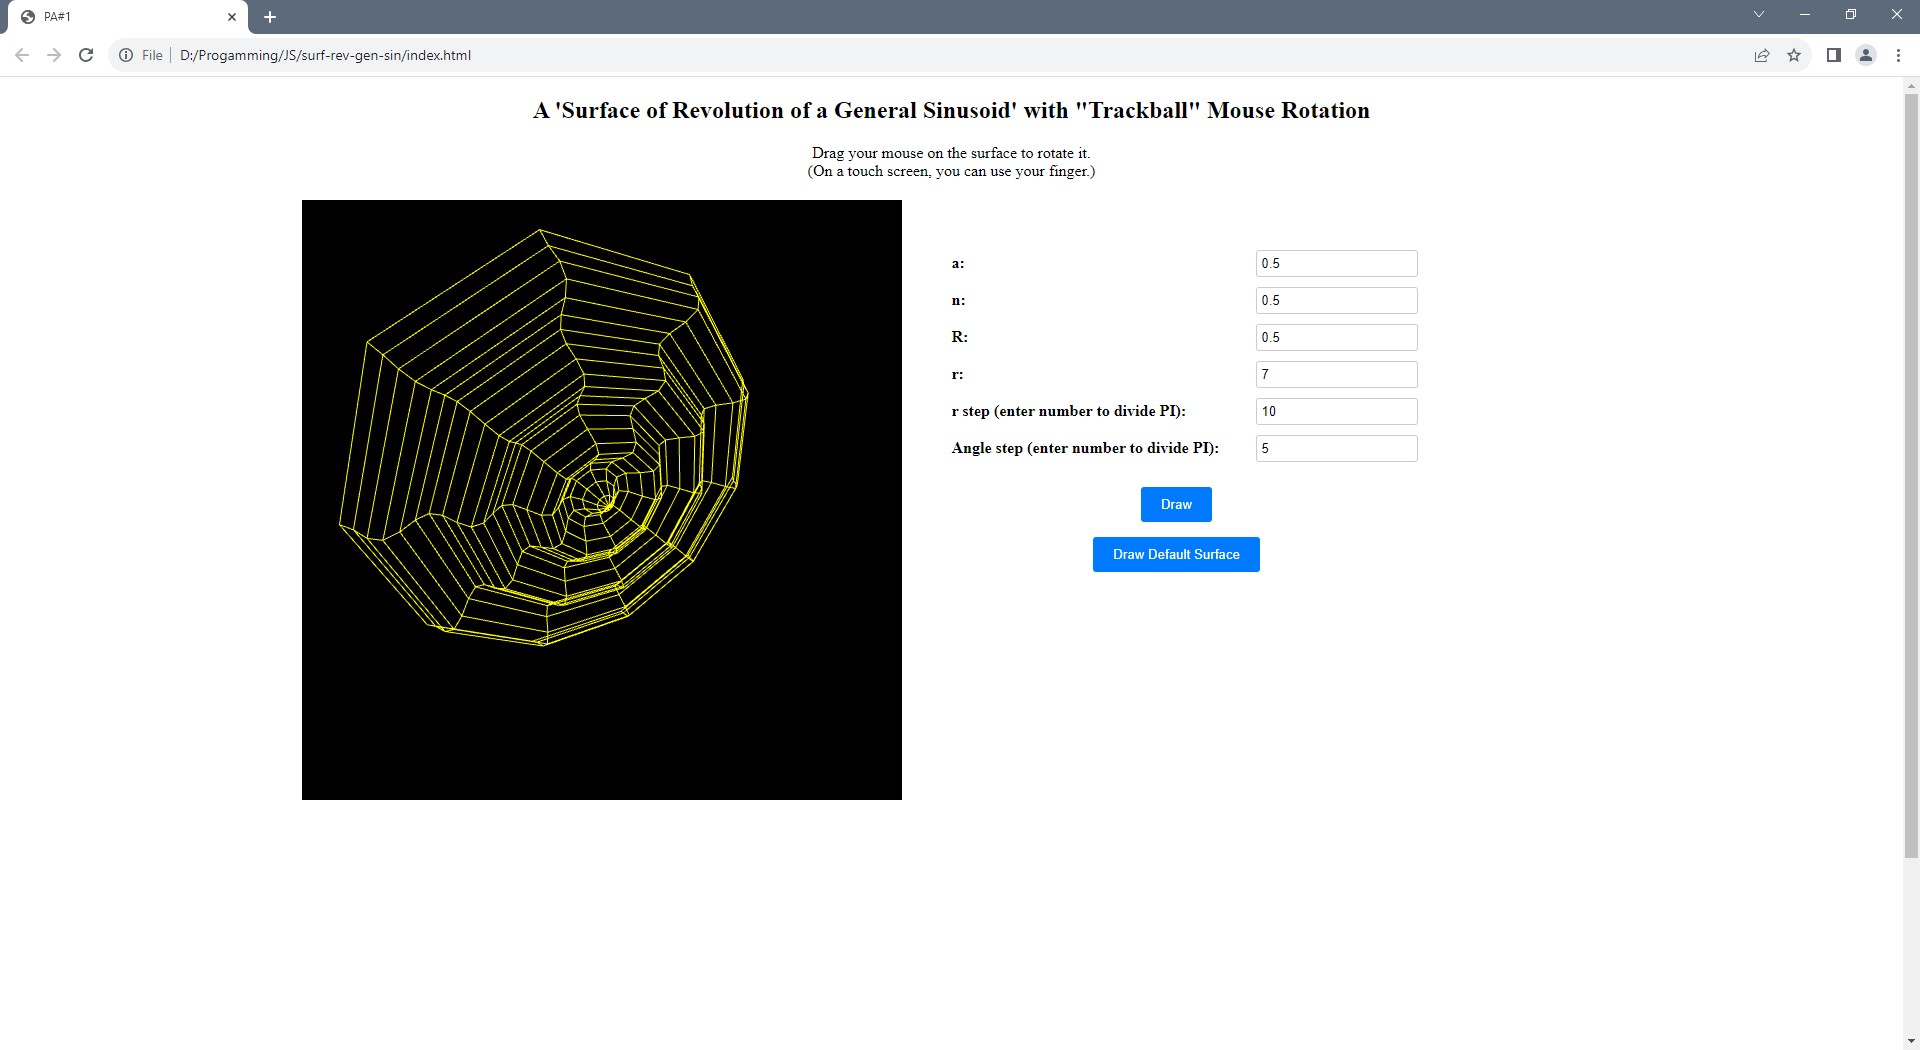 PA#1
File
D:/Progamming/JS/surf-rev-gen-sin/index.html
A 'Surface of Revolution of a General Sinusoid' with "Trackball" Mouse Rotation
Drag your mouse on the surface to rotate it.
(On a touch screen, you can use your finger.)
a: 0.5
n: 0.5
R: 0.5
r: 7
r step (enter number to divide PI): 10
Angle step (enter number to divide PI): 5
Draw
Draw Default Surface